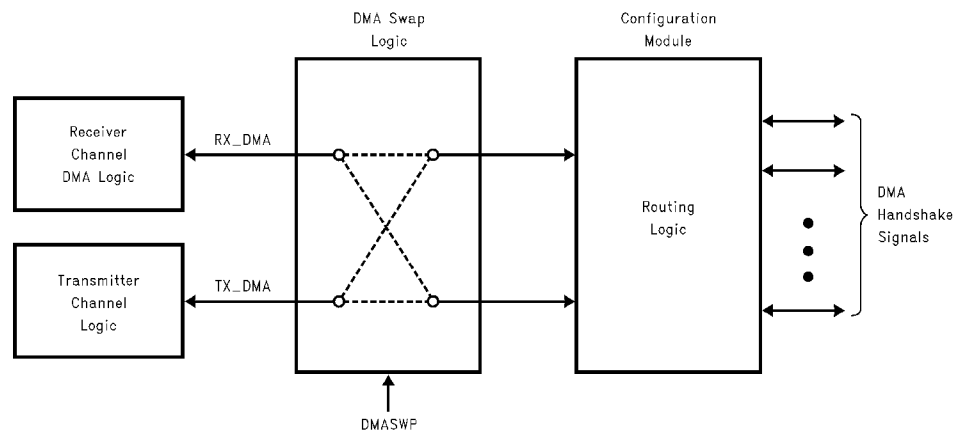 DMA Swap
Logic
Configuration
Module
Receiver
Channel
DMA Logic
RX_DMA
Transmitter
Channel
Logic
TX_DMA
Routing
Logic
DMA
Handshake
Signals
DMASWP